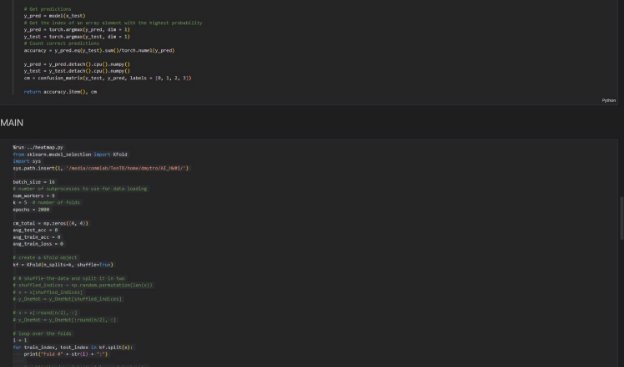 # Get predictions
y_pred = model(x_test)
# Get the index of an array element with the highest probability
y_pred = torch.argmax(y_pred, dim = 1)
y_test = torch.argmax(y_test, dim = 1)
# Count correct predictions
accuracy = y_pred.eq(y_test).sum()/torch.numel(y_pred)
y_pred = y_pred.detach().cpu().numpy()
y_test = y_test.detach().cpu().numpy()
cm = confusion_matrix(y_test, y_pred, labels = [0, 1, 2, 3])
return accuracy.item(), cm
Python
MAIN
%run ../heatmap.py
from sklearn.model_selection import KFold
import sys
sys.path.insert(1,
batch_size = 16
# number of subprocesses to use for data loading
num_workers = 0
k = 5 # number of folds
epochs = 2000
cm_total = np.zeros((4, 4))
avg_test_acc = 0
avg_train_acc = 0
avg_train_loss = 0
# create a KFold object
kf = KFold(n_splits=k, shuffle=True)
# # shuffle the data and split it in two
# shuffled_indices = np.random.permutation(len(x))
# x = x[shuffled_indices]
# y_OneHot = y_OneHot[shuffled_indices]
# x = x[:round(n/2), :]
# y_OneHot = y_OneHot[:round(n/2), :]
# loop over the folds
i = 1
for train_index, test_index in kf.split(x):
print("Fold #" + str(i) + ":")